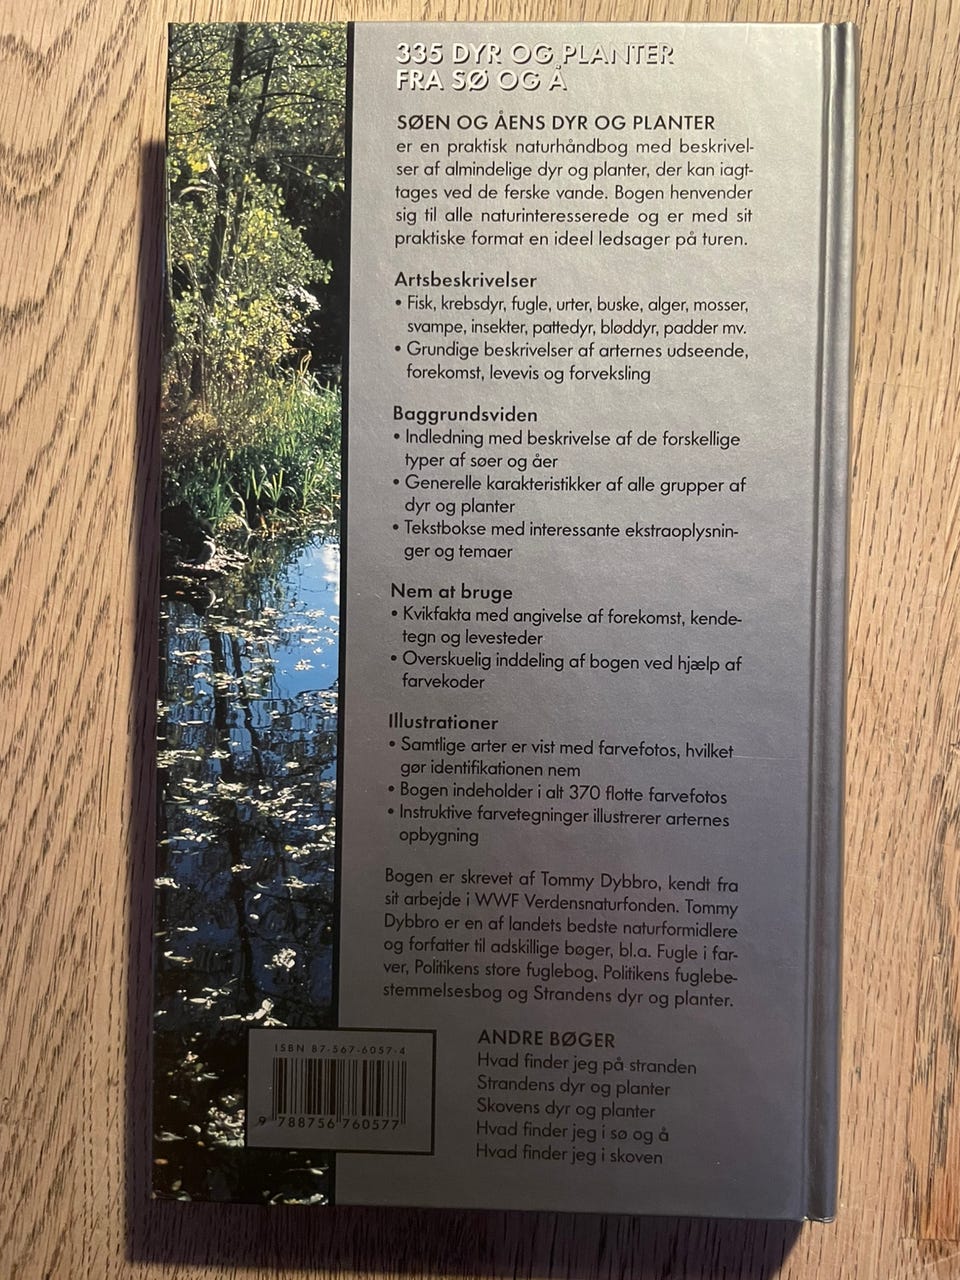 335 DYR OG PLANTER
FRA SØ OG Å
SØEN OG ÅENS DYR OG PLANTER
er en praktisk naturhåndbog med beskrivel-
ser af almindelige dyr og planter, der kan iagt-
tages ved de ferske vande. Bogen henvender
sig til alle naturinteresserede og er med sit
praktiske format en ideel ledsager på turen.
Artsbeskrivelser
• Fisk, krebsdyr, fugle, urter, buske, alger, mosser,
svampe, insekter, pattedyr, bløddyr, padder mv.
• Grundige beskrivelser af arternes udseende,
forekomst, levevis og forveksling
Baggrundsviden
• Indledning med beskrivelse af de forskellige
typer af søer og åer
• Generelle karakteristikker af alle grupper af
dyr og planter
• Tekstbokse med interessante ekstraoplysnin-
ger og temaer
Nem at bruge
• Kvikfakta med angivelse af forekomst, kende-
tegn og levesteder
• Overskuelig inddeling af bogen ved hjælp af
farvekoder
Illustrationer
• Samtlige arter er vist med farvefotos, hvilket
gør identifikationen nem
• Bogen indeholder i alt 370 flotte farvefotos
• Instruktive farvetegninger illustrerer arternes
opbygning
Bogen er skrevet af Tommy Dybbro, kendt fra
sit arbejde i WWF Verdensnaturfonden. Tommy
Dybbro er en af landets bedste naturformidlere
og forfatter til adskillige bøger, bl.a. Fugle i far-
ver, Politikens store fuglebog, Politikens fuglebe-
stemmelsesbog og Strandens dyr og planter.
ISBN 87-567-6057-4
9 788756 760577
ANDRE BØGER
Hvad finder jeg på stranden
Strandens dyr og planter
Skovens dyr og planter
Hvad finder jeg i sø og å
Hvad finder jeg i skoven